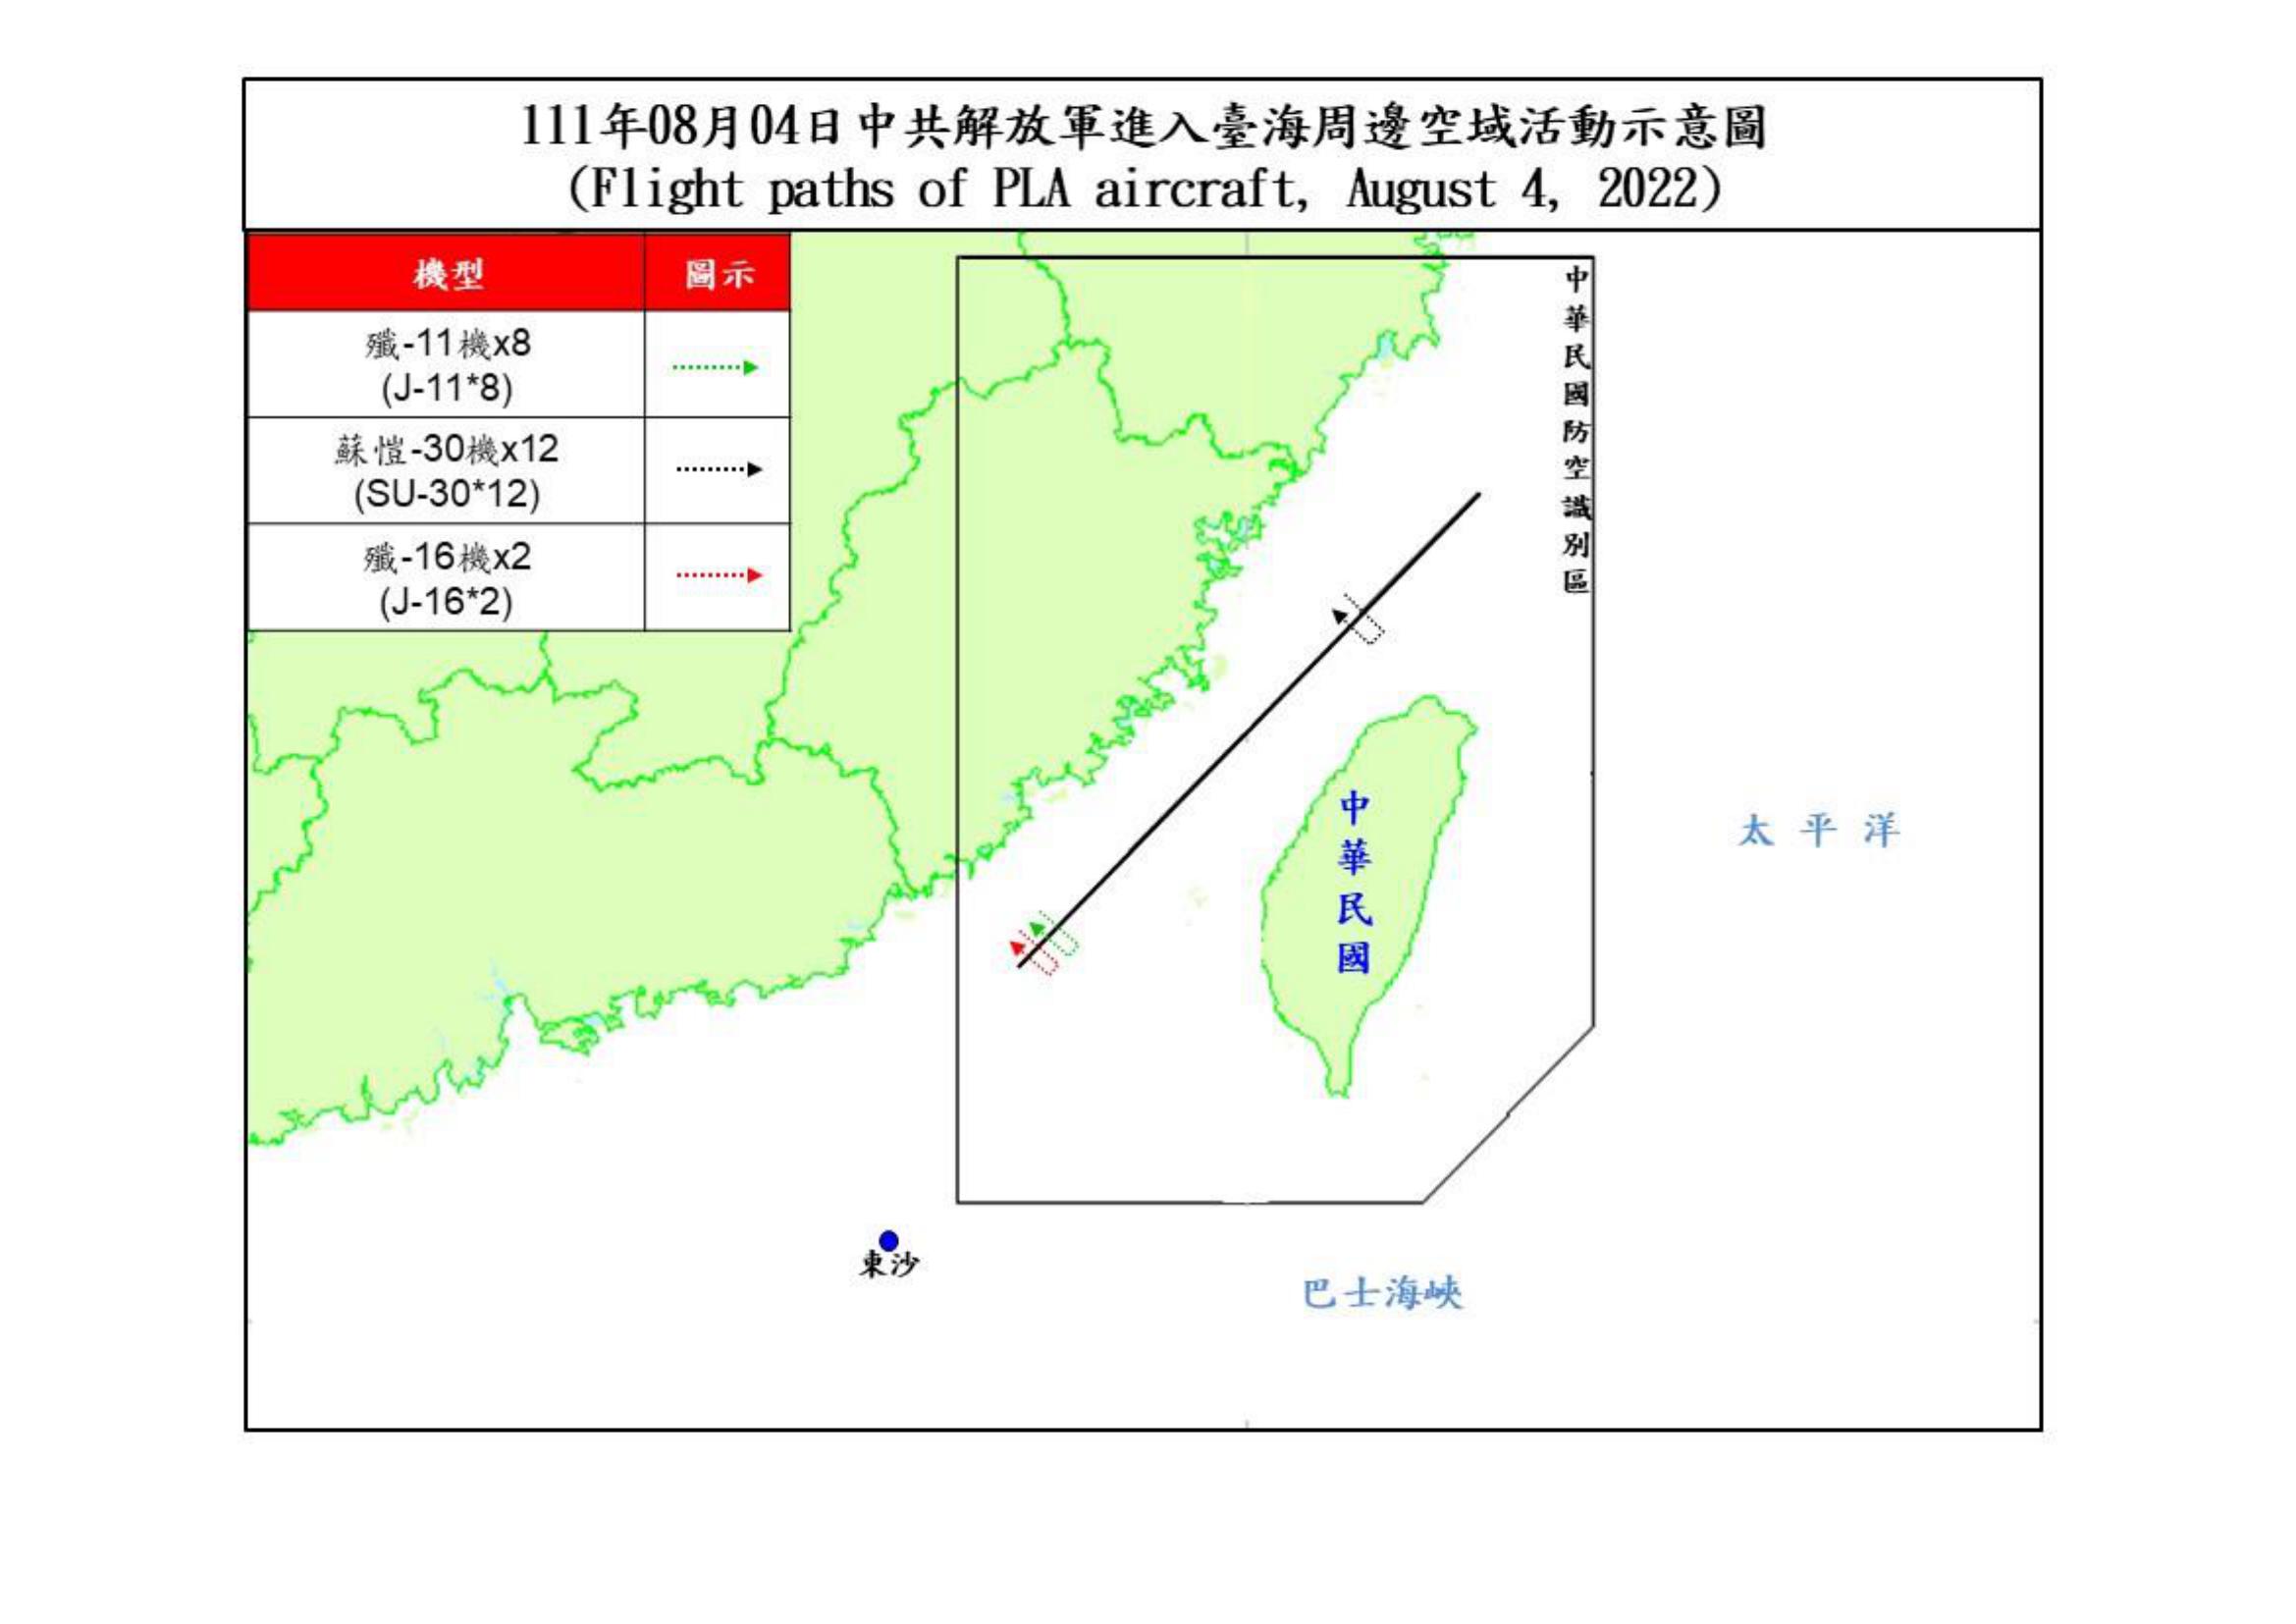 111年08月04日中共解放軍進入臺海周邊空域活動示意圖
(Flight paths of PLA aircraft, August 4, 2022)
機型 圖示
殲-11機x8
(J-11*8)
蘇愷-30機x12
(SU-30*12)
殲-16機x2
(J-16*2)
中華民國防空識別區
中華民國
太平洋
東沙
巴士海峽